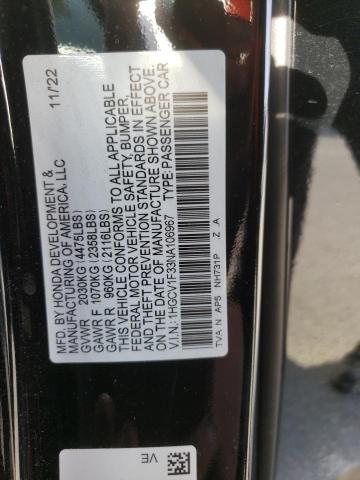 MFD. BY HONDA DEVELOPMENT & 11/22
MANUFACTURING OF AMERICA, LLC
GVWR 2030KG(4475LBS)
GAWR F 1070KG(2358LBS)
GAWR R 960KG(2116LBS)
THIS VEHICLE CONFORMS TO ALL APPLICABLE
FEDERAL MOTOR VEHICLE SAFETY, BUMPER,
AND THEFT PREVENTION STANDARDS IN EFFECT
ON THE DATE OF MANUFACTURE SHOWN ABOVE.
V.I.N.: 1HGCV1F33NA106967 TYPE:PASSENGER CAR
TVA N AP5 NH731P Z A
VE